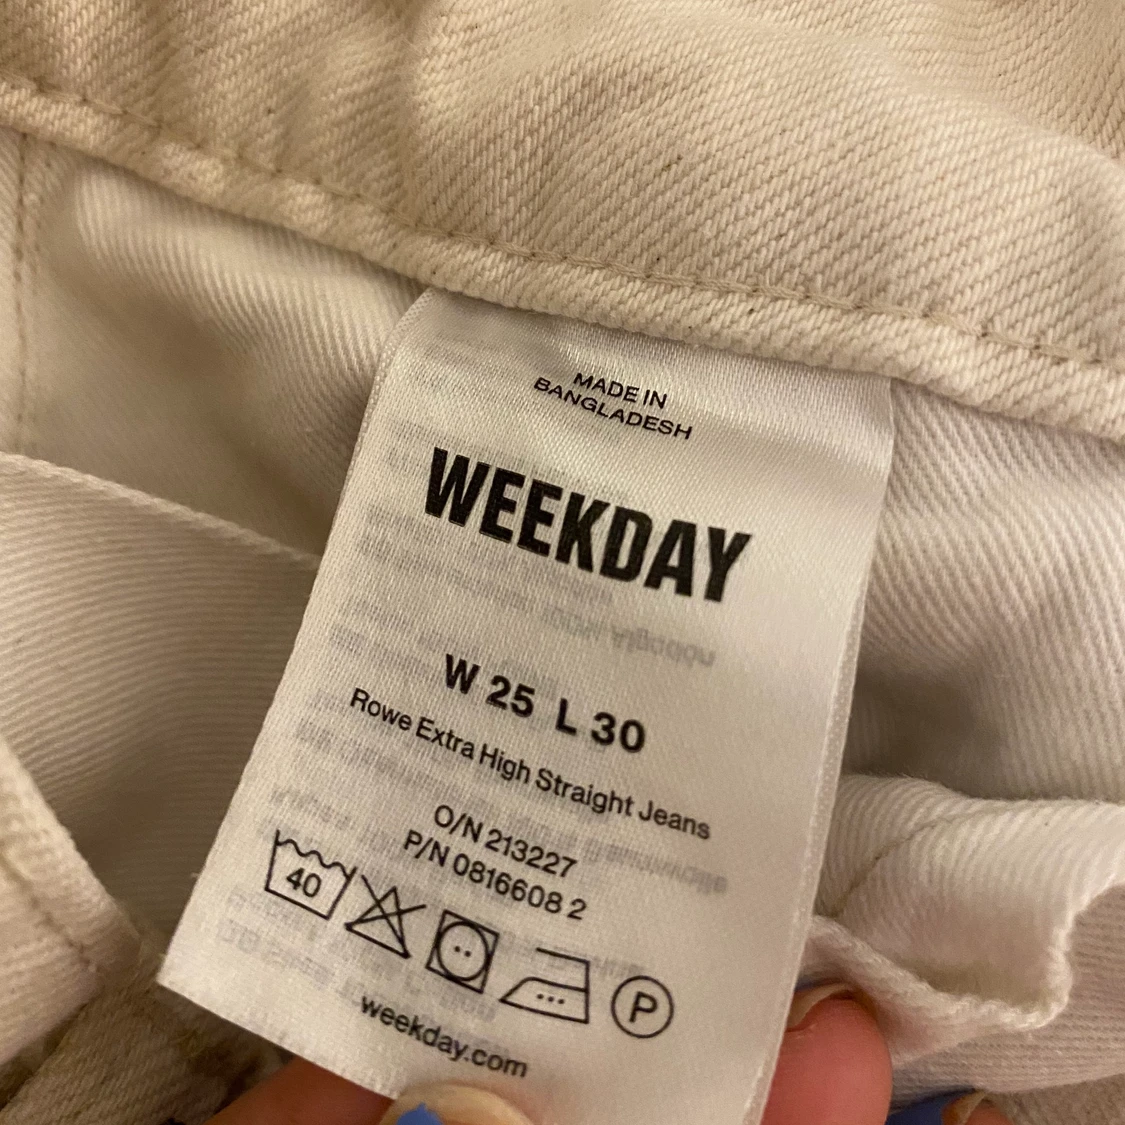 MADE IN
BANGLADESH
WEEKDAY
W 25 L 30
Rowe Extra High Straight Jeans
O/N 213227
P/N 0816608 2
40
P
weekday.com